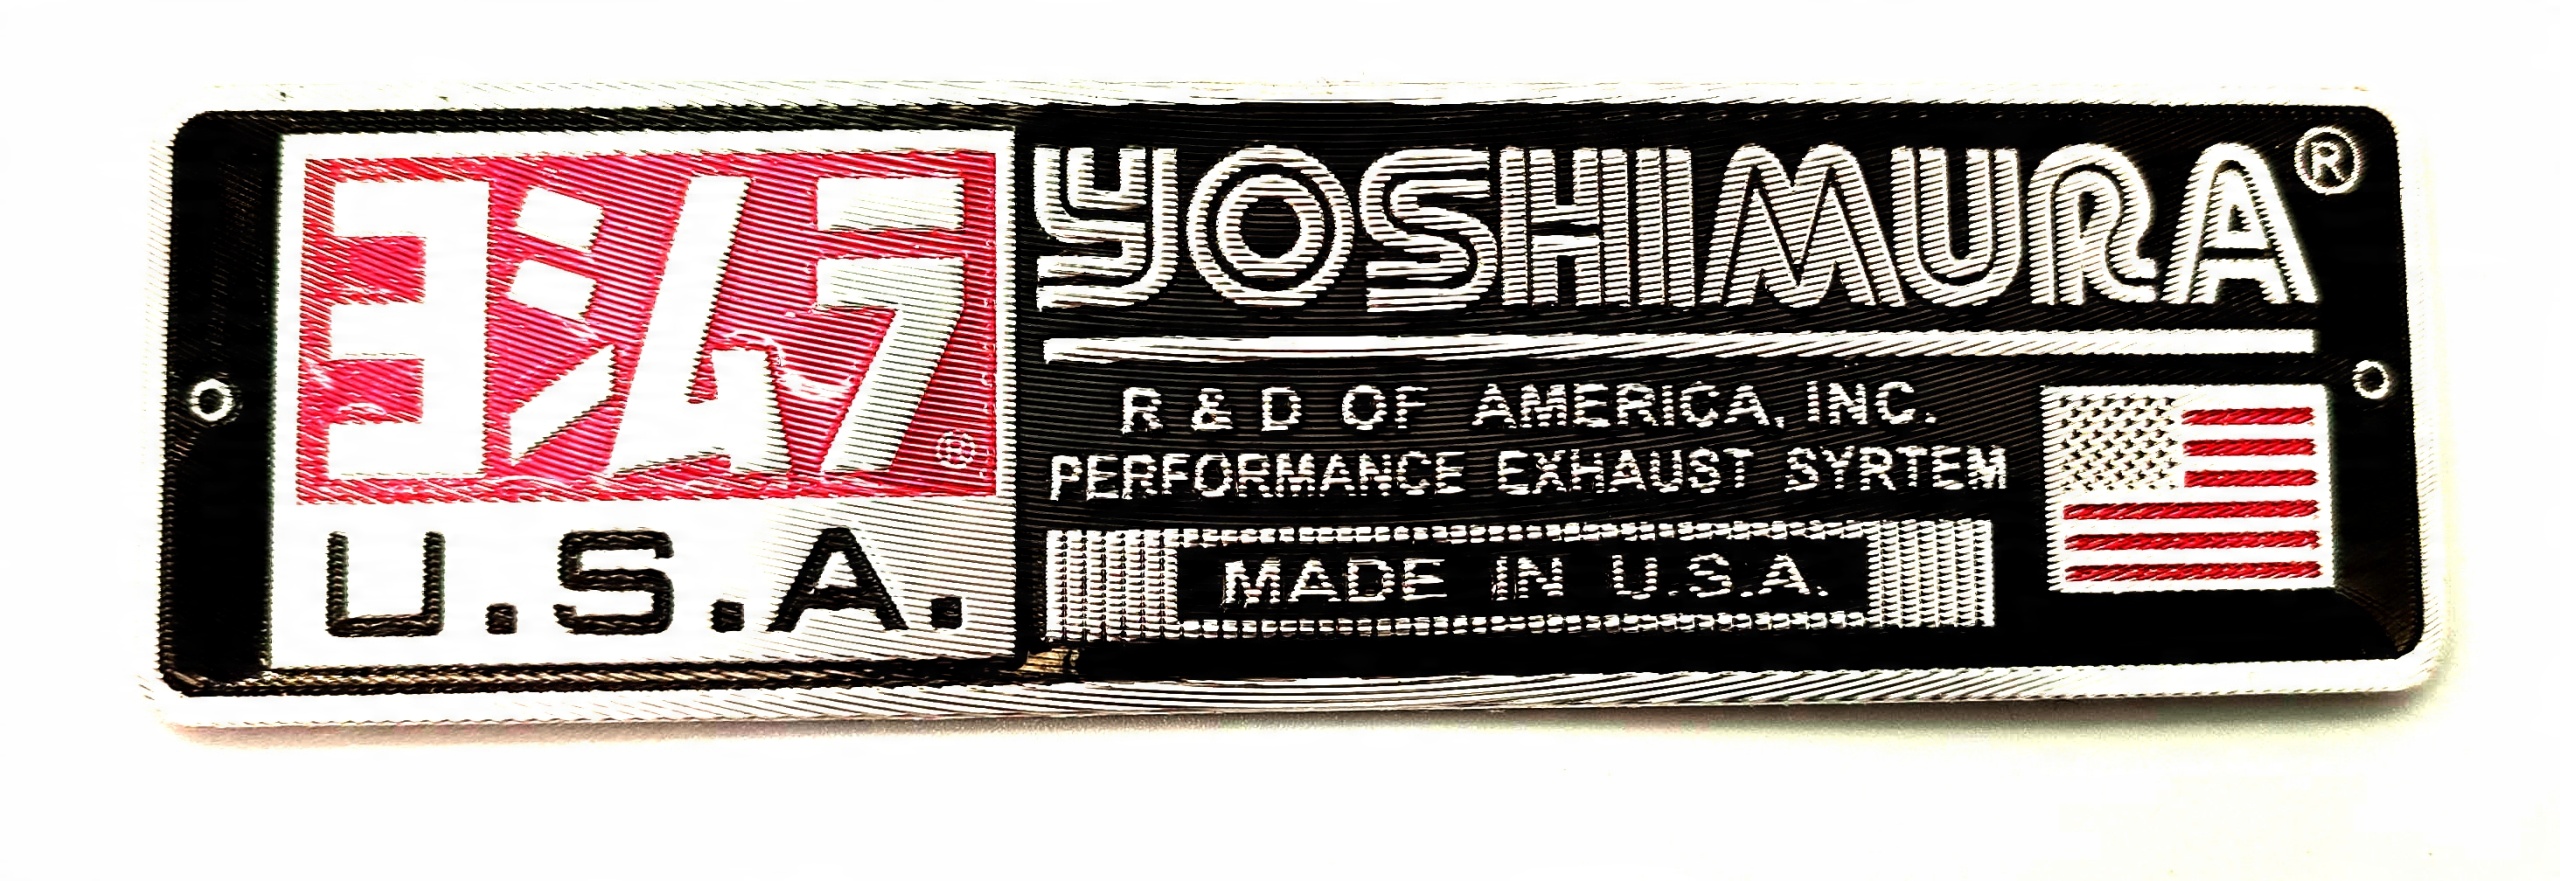 ヨシムラ ®
U.S.A.
YOSHIMURA ®
R & D OF AMERICA, INC.
PERFORMANCE EXHAUST SYRTEM
MADE IN U.S.A.